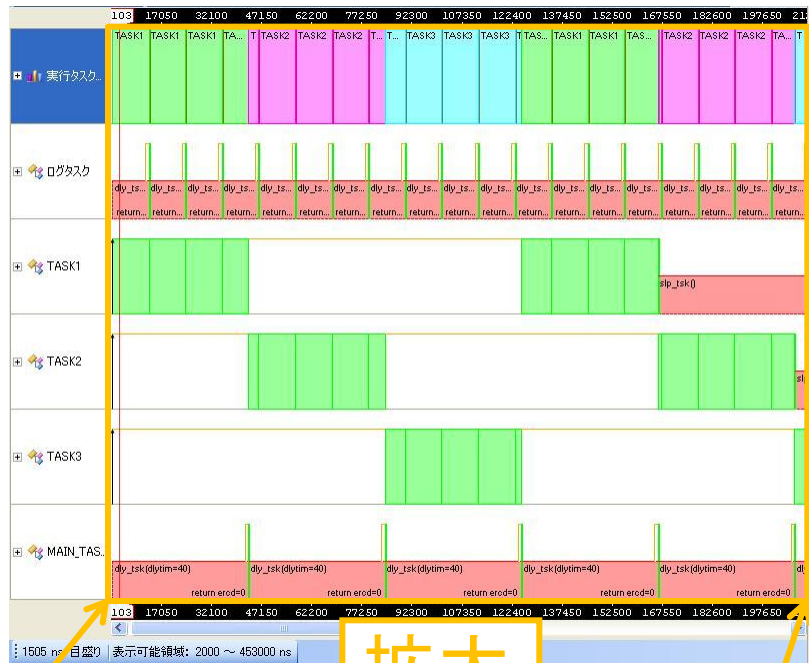 103 17050 32100 47150 62200 77250 92300 107350 122400 137450 152500 167550 182600 197650 212
実行タスク...
TASK1 TASK1 TASK1 TA... T TASK2 TASK2 TASK2 T... T... TASK3 TASK3 TASK3 T TAS... TASK1 TASK1 TAS... TASK2 TASK2 TASK2 TA... T
ログタスク
dly_ts... dly_ts... dly_ts... dly_ts... dly_ts... dly_ts... dly_ts... dly_ts... dly_ts... dly_ts... dly_ts... dly_ts... dly_ts... dly_ts... dly_ts... dly_ts... dly_ts... dly_ts... dly_ts...
return... return... return... return... return... return... return... return... return... return... return... return... return... return... return... return... return... return... return...
TASK1
slp_tsk()
TASK2
sl
TASK3
MAIN_TAS...
dly_tsk(dlytim=40) dly_tsk(dlytim=40) dly_tsk(dlytim=40) dly_tsk(dlytim=40) dly_tsk(dlytim=40) dl
return ercd=0 return ercd=0 return ercd=0 return ercd=0 return ercd=0
103 17050 32100 47150 62200 77250 92300 107350 122400 137450 152500 167550 182600 197650 212
1505 ns/目盛り 表示可能領域: 2000 ～ 453000 ns
拡大